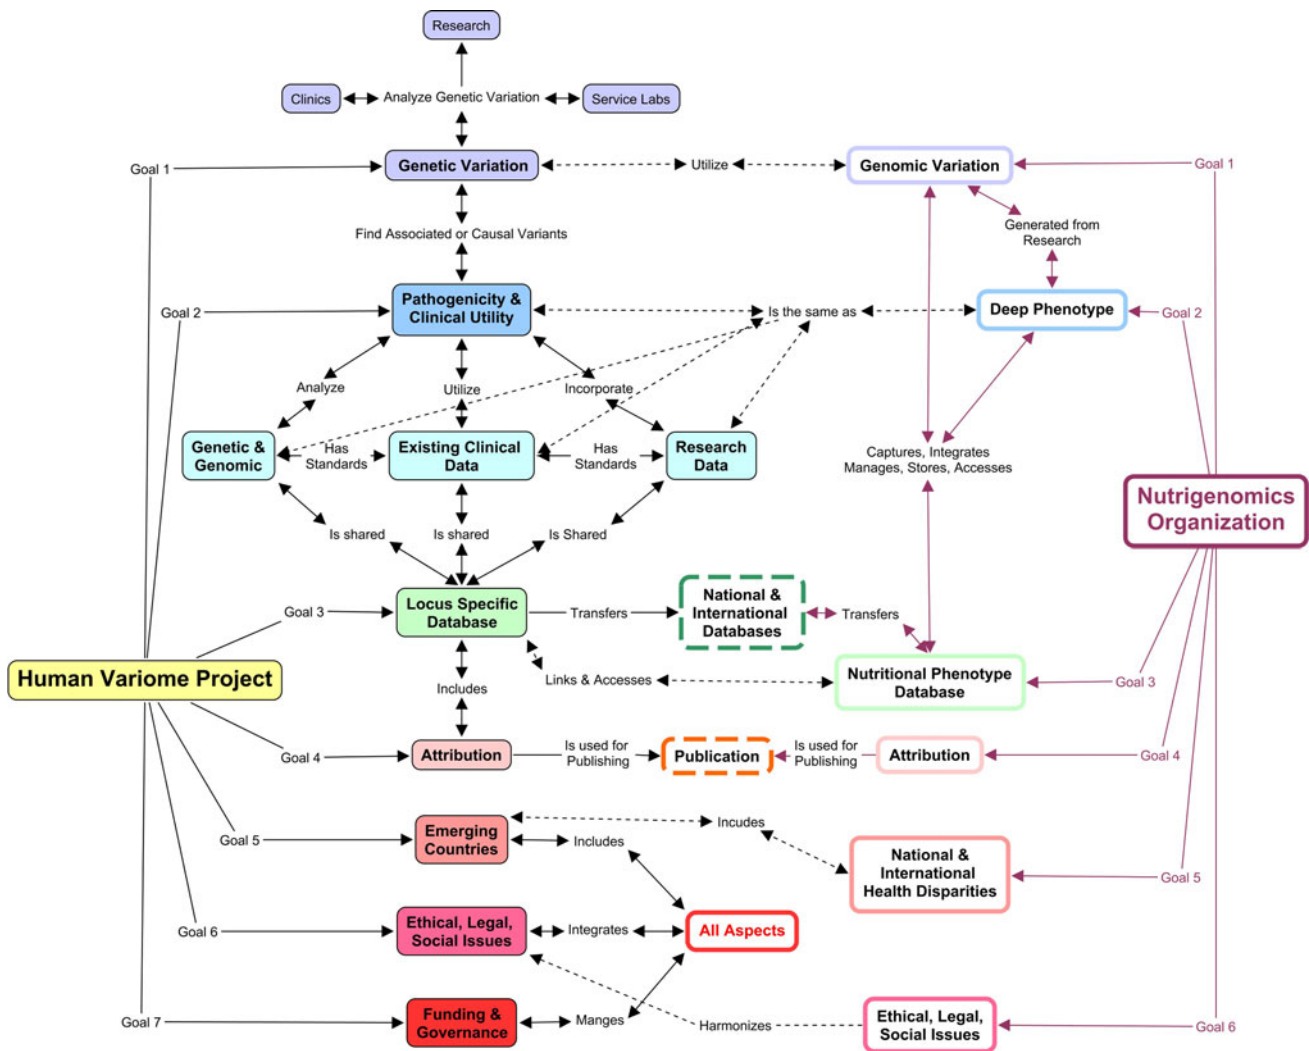 Research
Clinics
Analyze Genetic Variation
Service Labs
Goal 1
Genetic Variation
Utilize
Genomic Variation
Goal 1
Find Associated or Causal Variants
Generated from
Research
Goal 2
Pathogenicity &
Clinical Utility
Is the same as
Deep Phenotype
Goal 2
Analyze
Utilize
Incorporate
Genetic &
Genomic
Has
Standards
Existing Clinical
Data
Has
Standards
Research
Data
Captures, Integrates
Manages, Stores, Accesses
Nutrigenomics
Organization
Is shared
Is shared
Is Shared
Goal 3
Locus Specific
Database
Transfers
National &
International
Databases
Transfers
Human Variome Project
Includes
Links & Accesses
Nutritional Phenotype
Database
Goal 3
Goal 4
Attribution
Is used for
Publishing
Publication
Is used for
Publishing
Attribution
Goal 4
Goal 5
Emerging
Countries
Includes
Incudes
National &
International
Health Disparities
Goal 5
Goal 6
Ethical, Legal,
Social Issues
Integrates
All Aspects
Goal 7
Funding &
Governance
Manges
Harmonizes
Ethical, Legal,
Social Issues
Goal 6